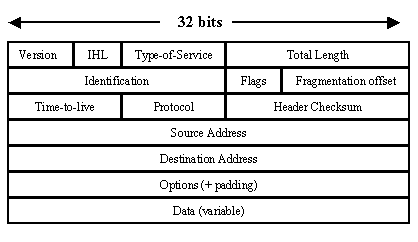 32 bits
Version IHL Type-of-Service Total Length
Identification Flags Fragmentation offset
Time-to-live Protocol Header Checksum
Source Address
Destination Address
Options (+ padding)
Data (variable)